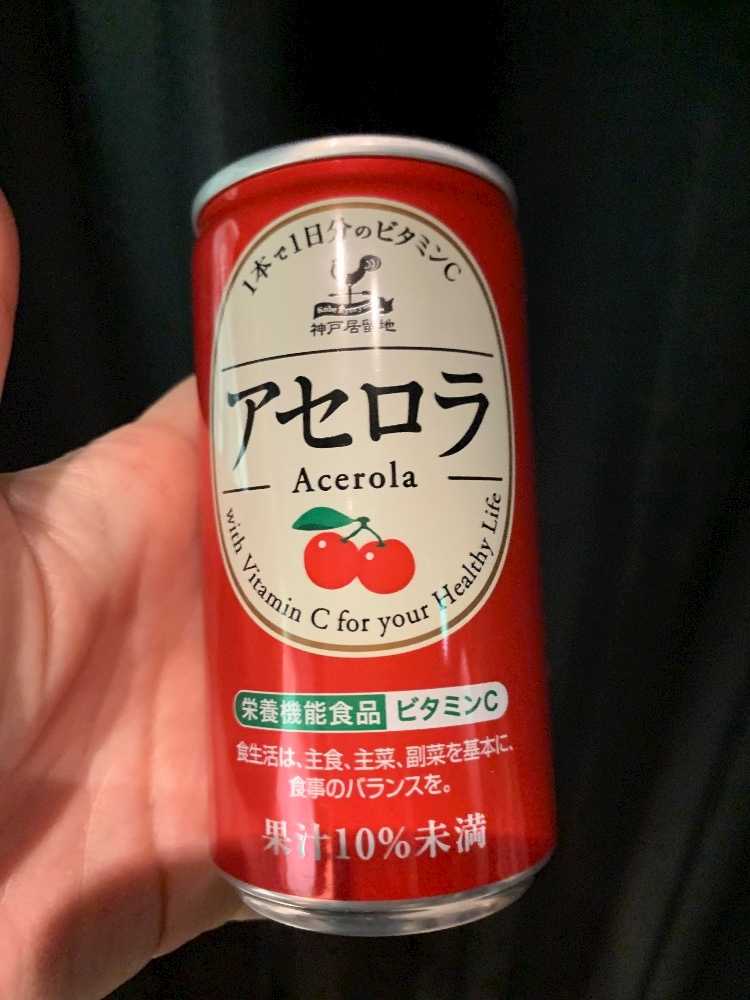 1本で1日分のビタミンC
神戸居留地
アセロラ
Acerola
with Vitamin C for your Healthy Life
栄養機能食品 ビタミンC
食生活は、主食、主菜、副菜を基本に、
食事のバランスを。
果汁10%未満